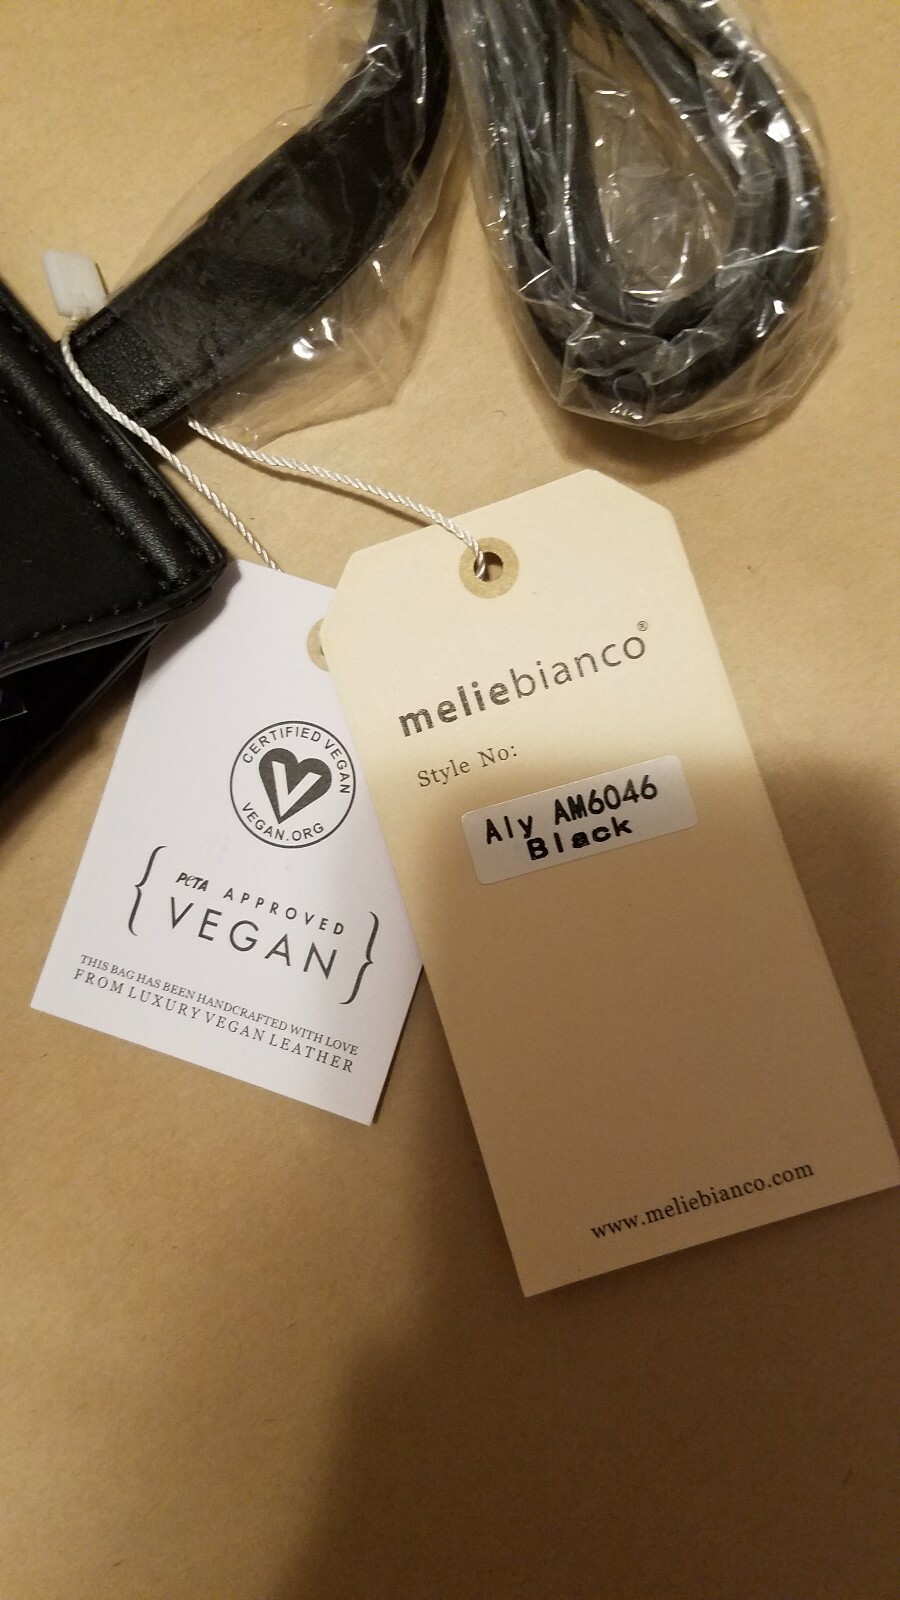 meliebianco®
Style No:
Aly AM6046
Black
www.meliebianco.com
CERTIFIED VEGAN
V
VEGAN.ORG
{ PETA APPROVED
VEGAN }
THIS BAG HAS BEEN HANDCRAFTED WITH LOVE
FROM LUXURY VEGAN LEATHER